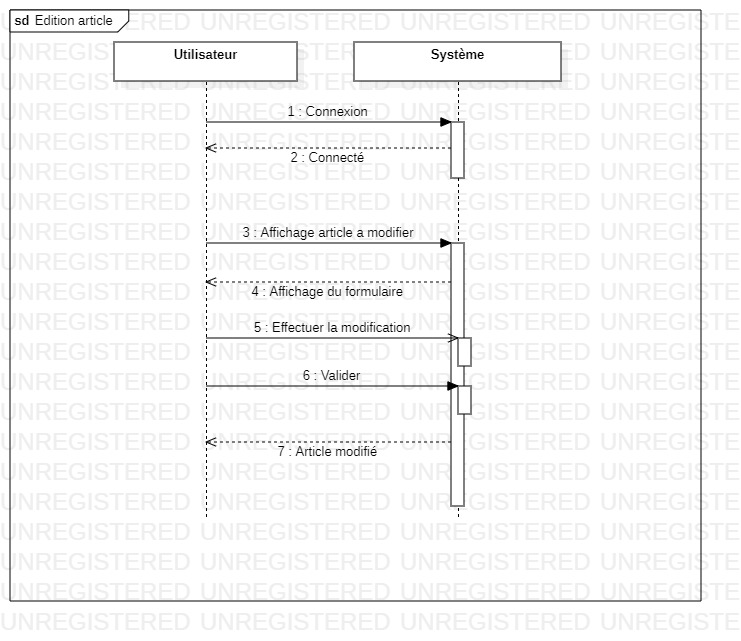 sd Edition article
Utilisateur
Système
1 : Connexion
2 : Connecté
3 : Affichage article a modifier
4 : Affichage du formulaire
5 : Effectuer la modification
6 : Valider
7 : Article modifié
UNREGISTERED UNREGISTERED UNREGISTERED UNREGISTERED